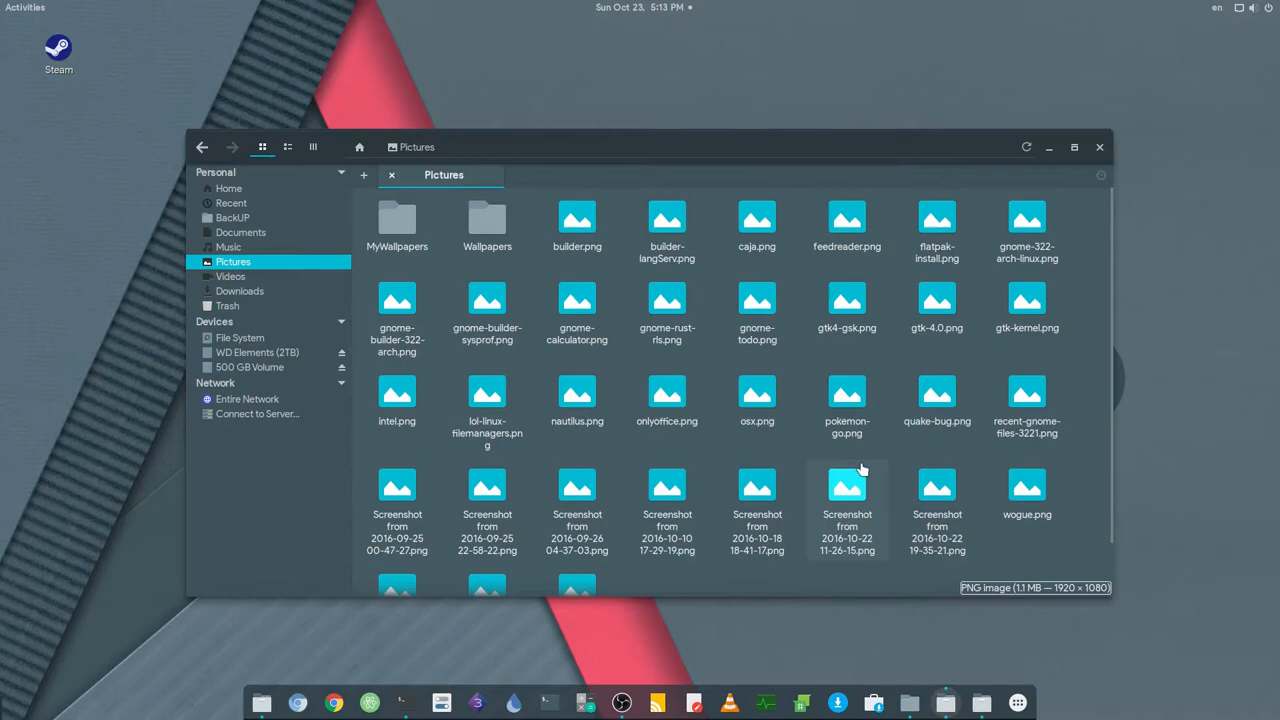 Activities
Sun Oct 23, 5:13 PM
en
Steam
Pictures
Personal
Home
Recent
BackUP
Documents
Music
Pictures
Videos
Downloads
Trash
Devices
File System
WD Elements (2TB)
500 GB Volume
Network
Entire Network
Connect to Server...
Pictures
MyWallpapers
Wallpapers
builder.png
builder-
langServ.png
caja.png
feedreader.png
flatpak-
install.png
gnome-322-
arch-linux.png
gnome-
builder-322-
arch.png
gnome-builder-
sysprof.png
gnome-
calculator.png
gnome-rust-
rls.png
gnome-
todo.png
gtk4-gsk.png
gtk-4.0.png
gtk-kernel.png
intel.png
lol-linux-
filemanagers.pn
g
nautilus.png
onlyoffice.png
osx.png
pokemon-
go.png
quake-bug.png
recent-gnome-
files-3221.png
Screenshot
from
2016-09-25
00-47-27.png
Screenshot
from
2016-09-25
22-58-22.png
Screenshot
from
2016-09-26
04-37-03.png
Screenshot
from
2016-10-10
17-29-19.png
Screenshot
from
2016-10-18
18-41-17.png
Screenshot
from
2016-10-22
11-26-15.png
Screenshot
from
2016-10-22
19-35-21.png
wogue.png
PNG image (1.1 MB — 1920 × 1080)